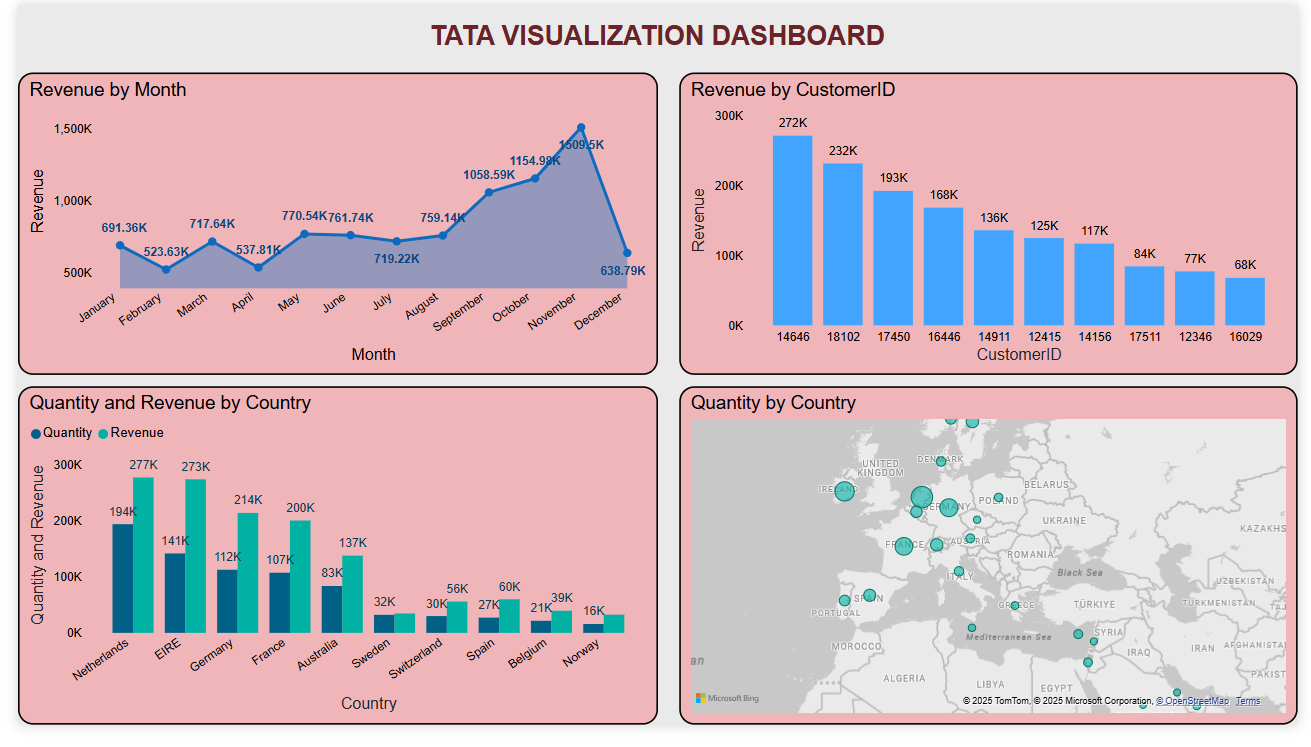 TATA VISUALIZATION DASHBOARD
Revenue by Month
Revenue
1,500K
1,000K
500K
691.36K
523.63K
717.64K
537.81K
770.54K
761.74K
719.22K
759.14K
1058.59K
1154.98K
1509.5K
638.79K
January
February
March
April
May
June
July
August
September
October
November
December
Month
Revenue by CustomerID
Revenue
300K
200K
100K
0K
272K
232K
193K
168K
136K
125K
117K
84K
77K
68K
14646
18102
17450
16446
14911
12415
14156
17511
12346
16029
CustomerID
Quantity and Revenue by Country
Quantity
Revenue
Quantity and Revenue
300K
200K
100K
0K
194K
277K
141K
273K
112K
214K
107K
200K
83K
137K
32K
30K
56K
27K
60K
21K
39K
16K
Netherlands
EIRE
Germany
France
Australia
Sweden
Switzerland
Spain
Belgium
Norway
Country
Quantity by Country
UNITED
KINGDOM
DENMARK
IRELAND
BELARUS
POLAND
GERMANY
UKRAINE
KAZAKHS
FRANCE
AUSTRIA
ROMANIA
ITALY
Black Sea
UZBEKISTAN
SPAIN
PORTUGAL
GREECE
TÜRKIYE
TURKMENISTAN
TAJ
Mediterranean Sea
SYRIA
MOROCCO
IRAQ
IRAN
AFGHANISTAN
an
ALGERIA
LIBYA
EGYPT
PAKIST
Microsoft Bing
© 2025 TomTom, © 2025 Microsoft Corporation, © OpenStreetMap Terms